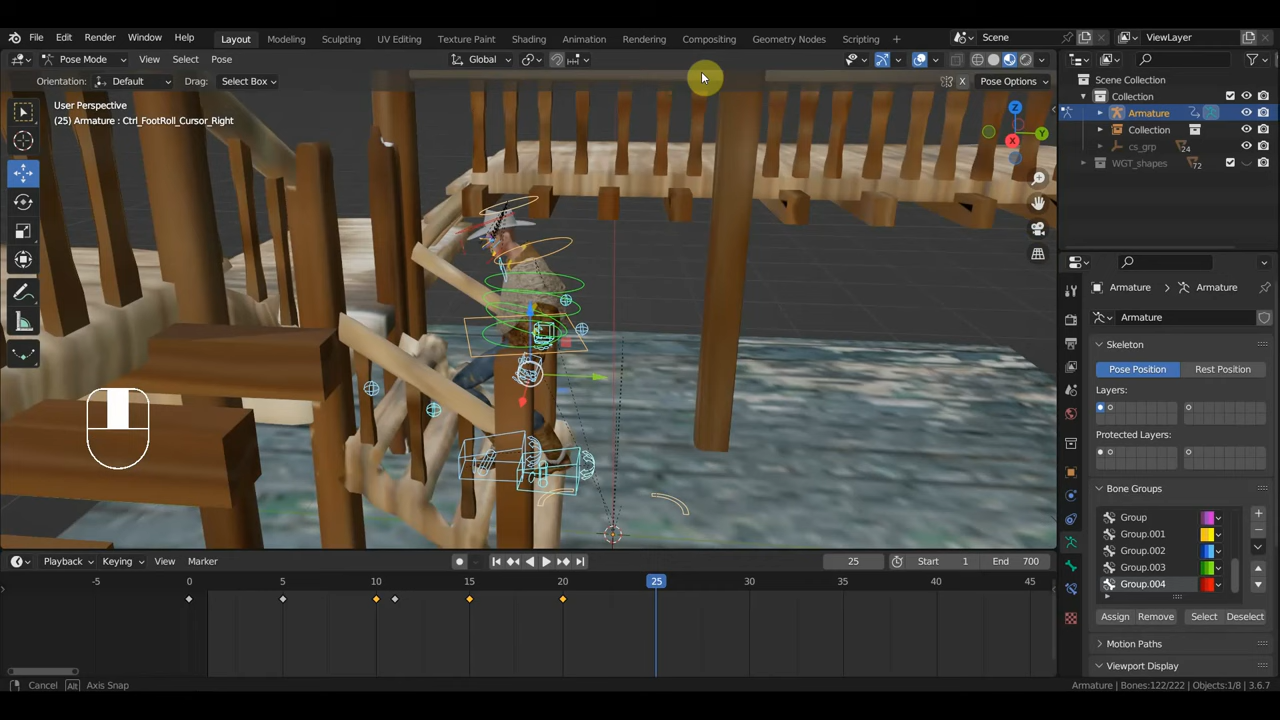 File Edit Render Window Help Layout Modeling Sculpting UV Editing Texture Paint Shading Animation Rendering Compositing Geometry Nodes Scripting + Scene ViewLayer
Pose Mode View Select Pose Global
Orientation: Default Drag: Select Box X Pose Options
User Perspective
(25) Armature : Ctrl_FootRoll_Cursor_Right
Z
Y
X
Scene Collection
Collection
Armature
Collection
cs_grp 24
WGT_shapes 72
Armature > Armature
Armature
Skeleton
Pose Position Rest Position
Layers:
Protected Layers:
Bone Groups
Group
Group.001
Group.002
Group.003
Group.004
Assign Remove Select Deselect
Motion Paths
Viewport Display
Playback Keying View Marker 25 Start 1 End 700
-5 0 5 10 15 20 25 30 35 40 45
Cancel Alt Axis Snap
Armature | Bones:122/222 | Objects:1/8 | 3.6.7